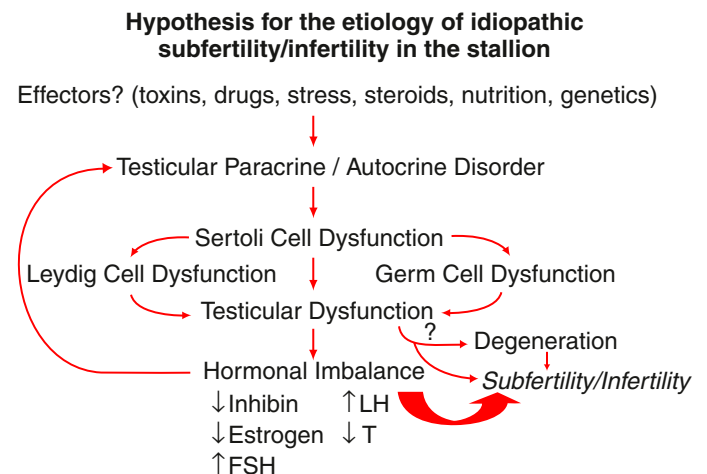 Hypothesis for the etiology of idiopathic
subfertility/infertility in the stallion
Effectors? (toxins, drugs, stress, steroids, nutrition, genetics)
Testicular Paracrine / Autocrine Disorder
Sertoli Cell Dysfunction
Leydig Cell Dysfunction
Germ Cell Dysfunction
Testicular Dysfunction
?
Degeneration
Hormonal Imbalance
Subfertility/Infertility
↓Inhibin ↑LH
↓Estrogen ↓T
↑FSH